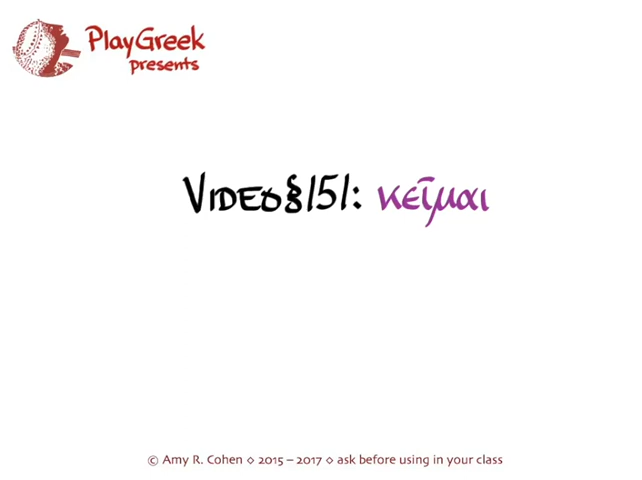 PlayGreek
presents
VIDEO§151: κεῖμαι
© Amy R. Cohen ◇ 2015 – 2017 ◇ ask before using in your class